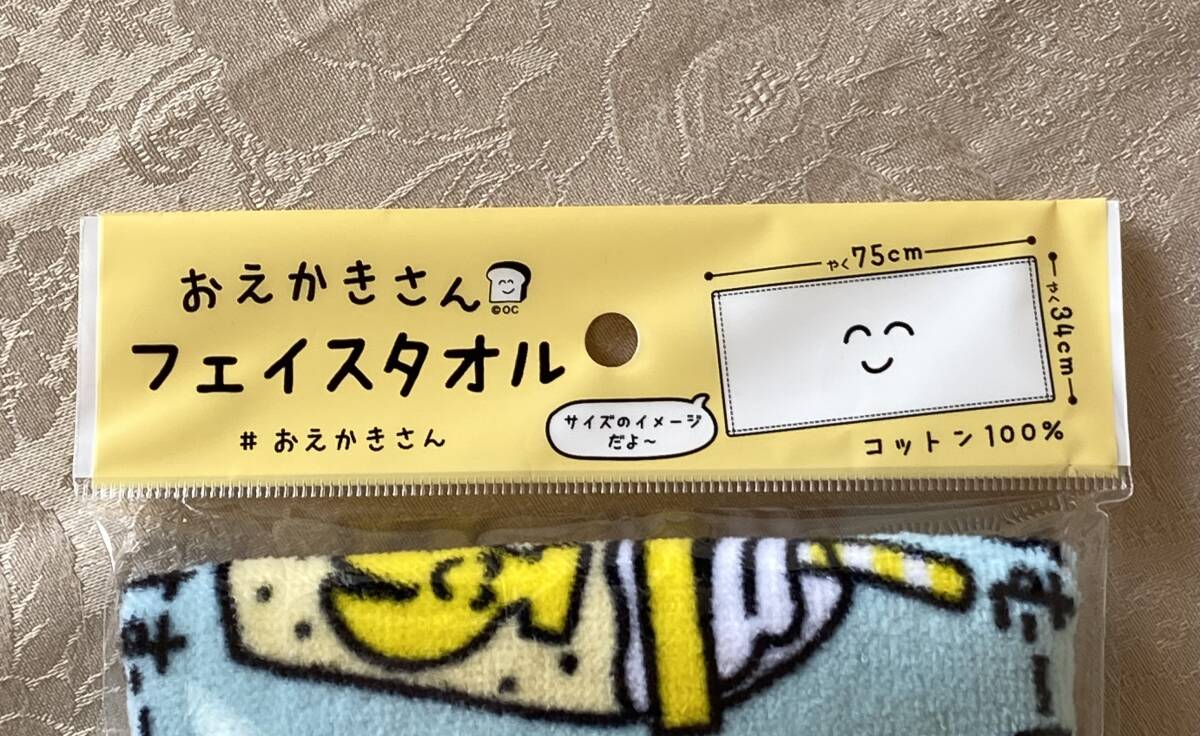 おえかきさん
©OC
フェイスタオル
# おえかきさん
やく75cm
やく34cm
サイズのイメージ
だよ～
コットン100%